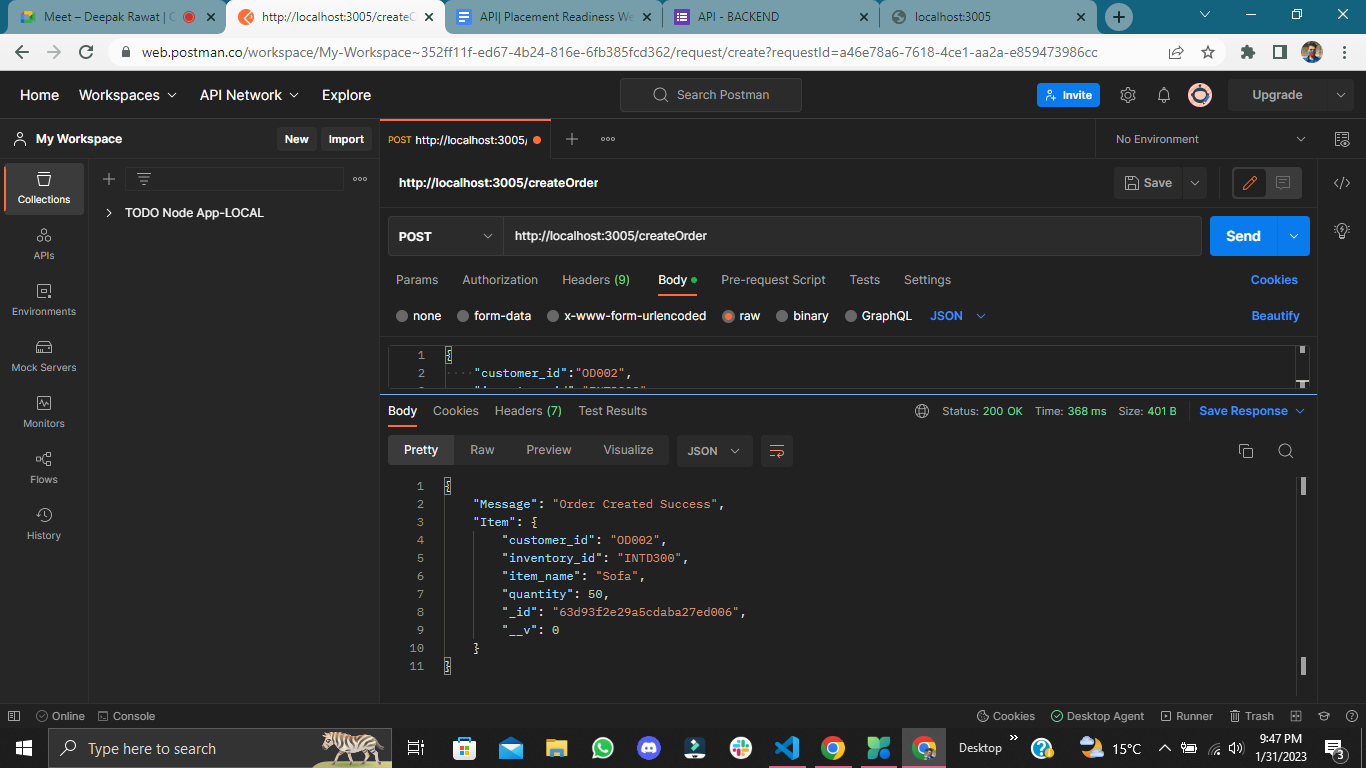 Meet – Deepak Rawat | C
http://localhost:3005/createO
API| Placement Readiness We
API - BACKEND
localhost:3005
web.postman.co/workspace/My-Workspace~352ff11f-ed67-4b24-816e-6fb385fcd362/request/create?requestId=a46e78a6-7618-4ce1-aa2a-e859473986cc
Home Workspaces API Network Explore
Search Postman
Invite
Upgrade
My Workspace
New Import
POST http://localhost:3005/
No Environment
Collections
APIs
Environments
Mock Servers
Monitors
Flows
History
TODO Node App-LOCAL
http://localhost:3005/createOrder
Save
POST http://localhost:3005/createOrder
Send
Params Authorization Headers (9) Body Pre-request Script Tests Settings
Cookies
none form-data x-www-form-urlencoded raw binary GraphQL JSON
Beautify
1 {
2 "customer_id":"OD002",
Body Cookies Headers (7) Test Results
Status: 200 OK Time: 368 ms Size: 401 B
Save Response
Pretty Raw Preview Visualize JSON
1 {
2 "Message": "Order Created Success",
3 "Item": {
4 "customer_id": "OD002",
5 "inventory_id": "INTD300",
6 "item_name": "Sofa",
7 "quantity": 50,
8 "_id": "63d93f2e29a5cdaba27ed006",
9 "__v": 0
10 }
11 }
Online Console
Cookies Desktop Agent Runner Trash
Type here to search
Desktop
15°C
9:47 PM
1/31/2023
3